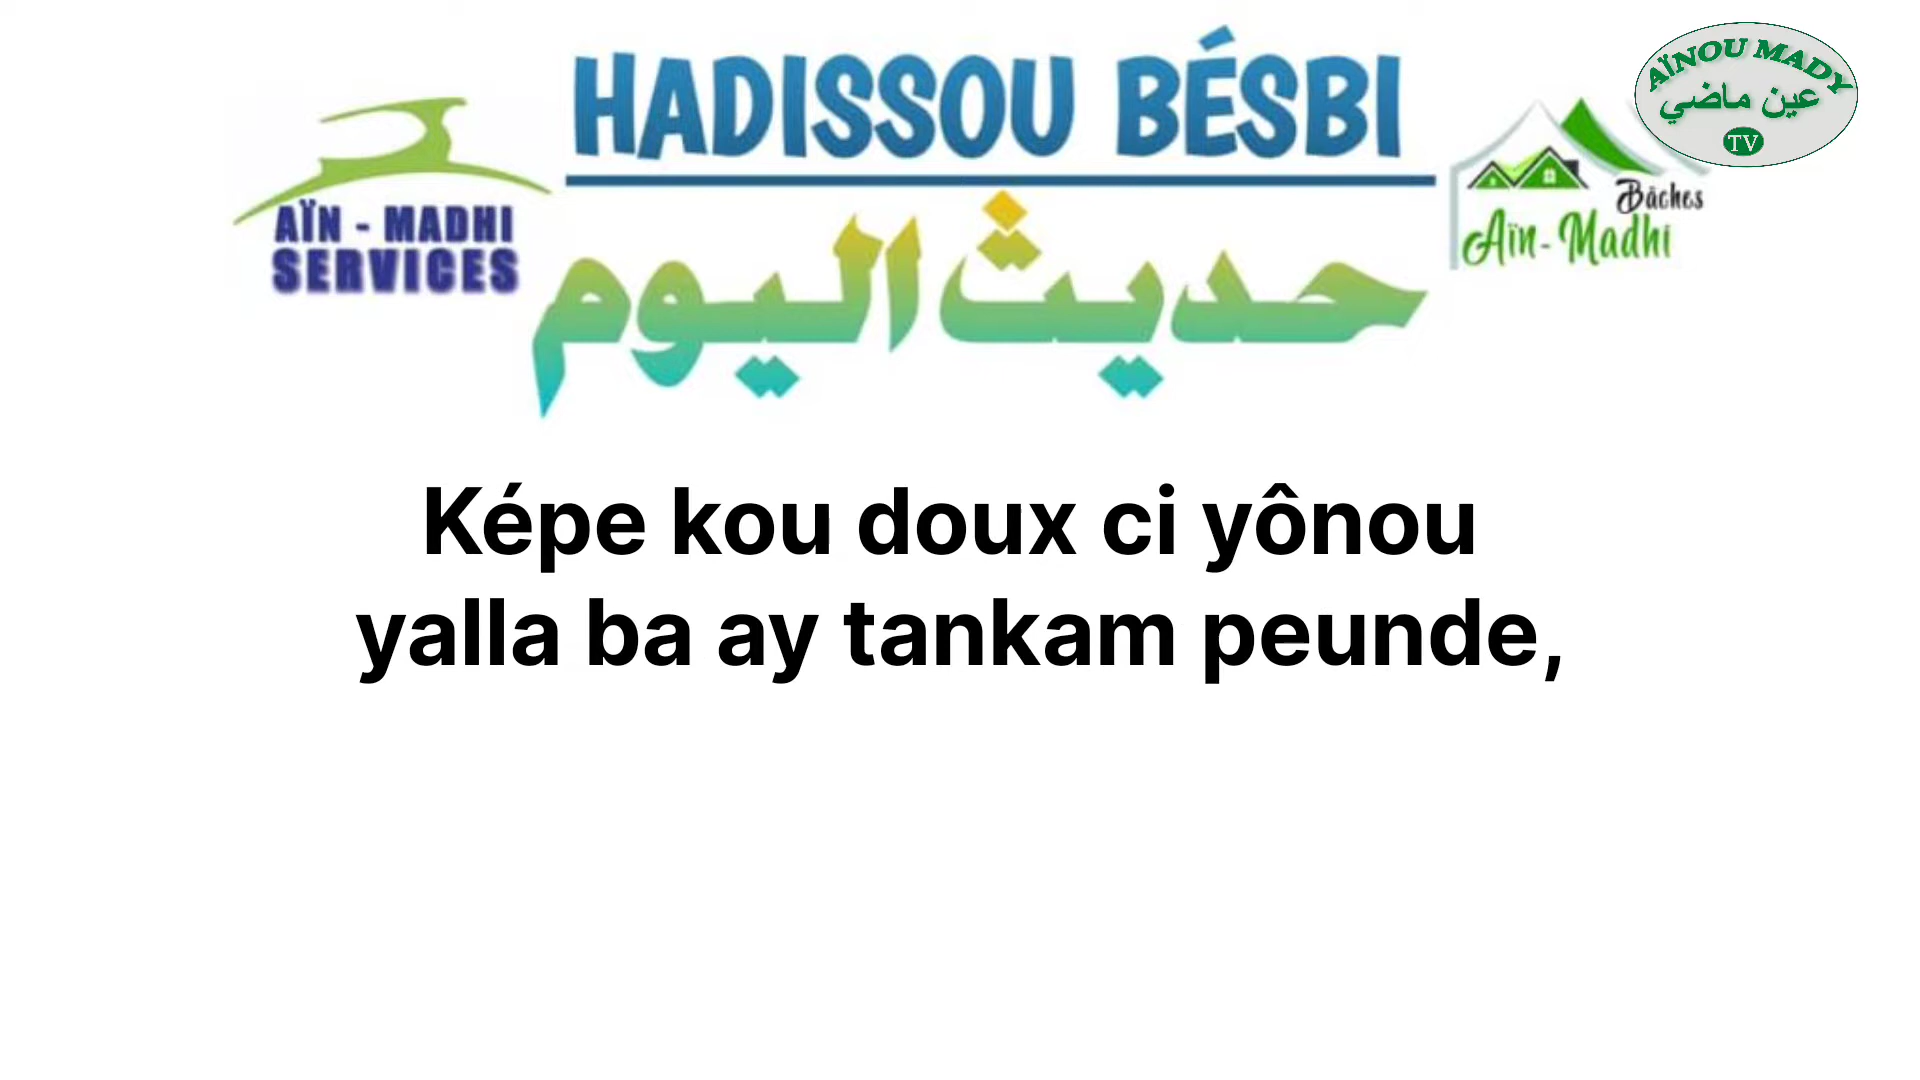 HADISSOU BÉSBI
AÏNOU MADY
عين ماضي
TV
AÏN - MADHI
SERVICES
حديث اليوم
Bâches
Aïn-Madhi
Képe kou doux ci yônou
yalla ba ay tankam peunde,